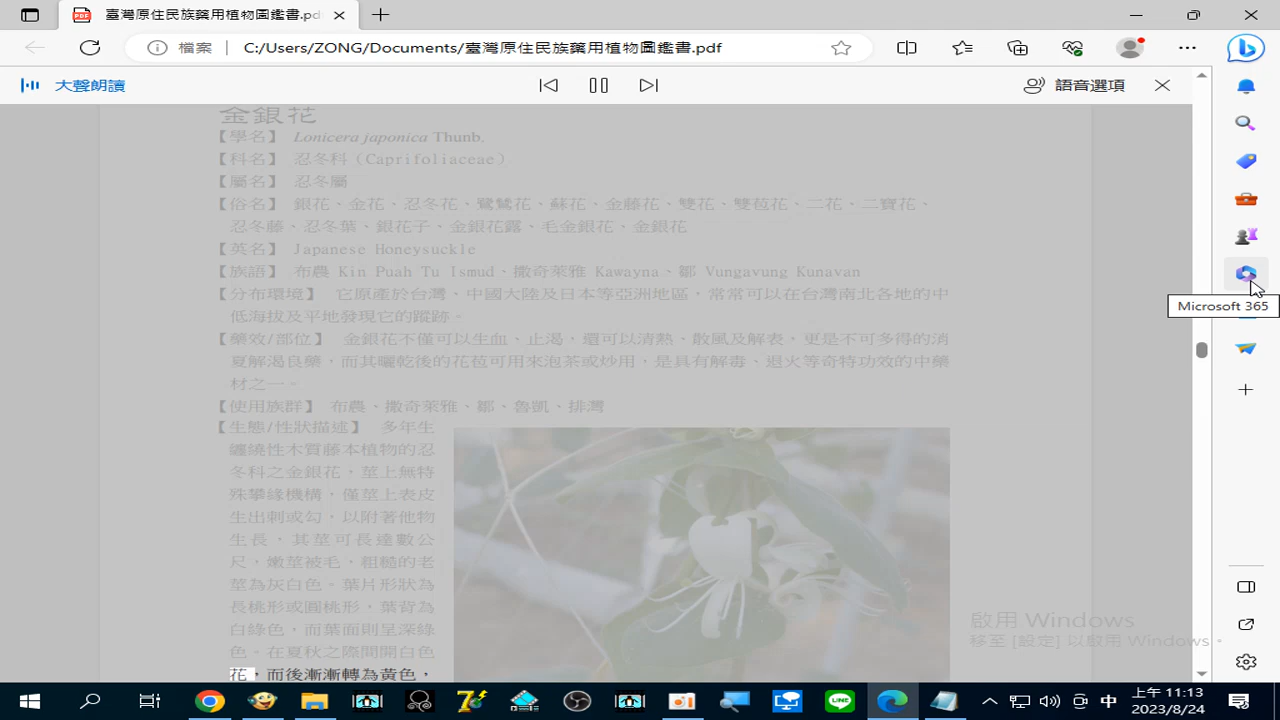 臺灣原住民族藥用植物圖鑑書.pd
檔案
C:/Users/ZONG/Documents/臺灣原住民族藥用植物圖鑑書.pdf
大聲朗讀
語音選項
金銀花
【學名】 Lonicera japonica Thunb.
【科名】 忍冬科（Caprifoliaceae）
【屬名】 忍冬屬
【俗名】 銀花、金花、忍冬花、鷺鷥花、蘇花、金藤花、雙花、雙苞花、二花、二寶花、
忍冬藤、忍冬葉、銀花子、金銀花露、毛金銀花、金銀花
【英名】 Japanese Honeysuckle
【族語】 布農 Kin Puah Tu Ismud、撒奇萊雅 Kawayna、鄒 Vungavung Kunavan
【分布環境】 它原產於台灣、中國大陸及日本等亞洲地區，常常可以在台灣南北各地的中
低海拔及平地發現它的蹤跡。
【藥效/部位】 金銀花不僅可以生血、止渴，還可以清熱、散風及解表，更是不可多得的消
夏解渴良藥，而其曬乾後的花苞可用來泡茶或炒用，是具有解毒、退火等奇特功效的中藥
材之一。
【使用族群】 布農、撒奇萊雅、鄒、魯凱、排灣
【生態/性狀描述】 多年生
纏繞性木質藤本植物的忍
冬科之金銀花，莖上無特
殊攀緣機構，僅莖上表皮
生出刺或勾，以附著他物
生長，其莖可長達數公
尺，嫩莖被毛，粗糙的老
莖為灰白色。葉片形狀為
長桃形或圓桃形，葉背為
白綠色，而葉面則呈深綠
色。在夏秋之際間開白色
花，而後漸漸轉為黃色，
Microsoft 365
啟用 Windows
移至 [設定] 以啟用 Windows。
中
上午 11:13
2023/8/24